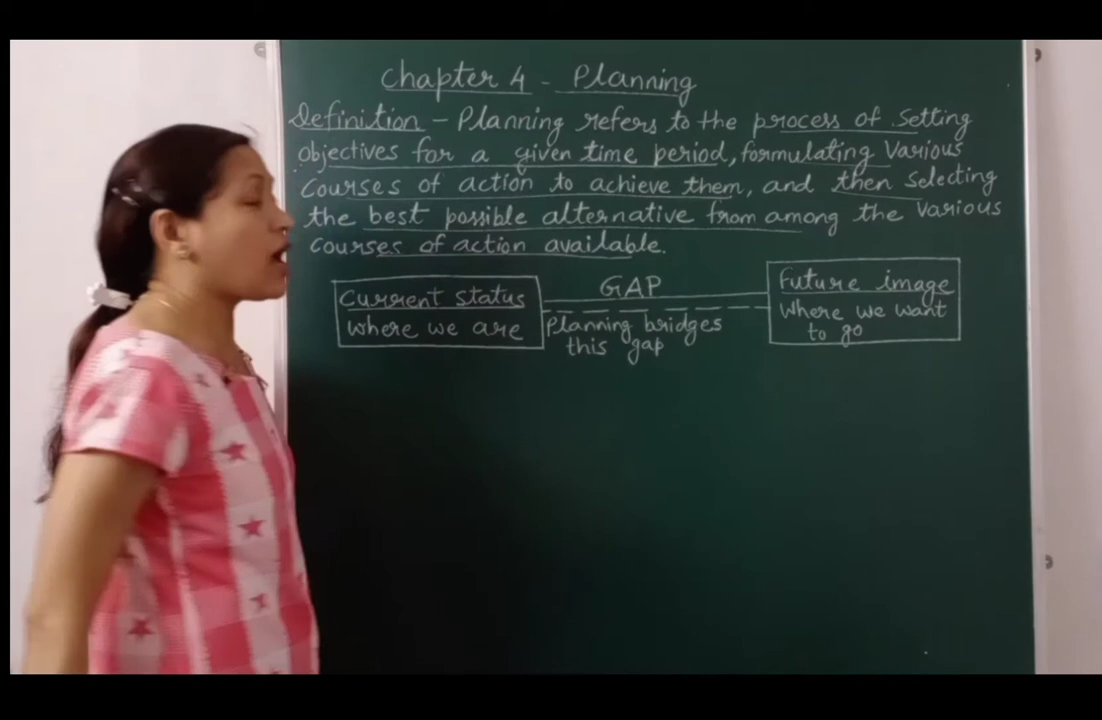 Chapter 4 - Planning
Definition - Planning refers to the process of setting
objectives for a given time period, formulating various
courses of action to achieve them, and then selecting
the best possible alternative from among the various
courses of action available.
Current status
where we are
GAP
Planning bridges
this gap
Future image
Where we want
to go